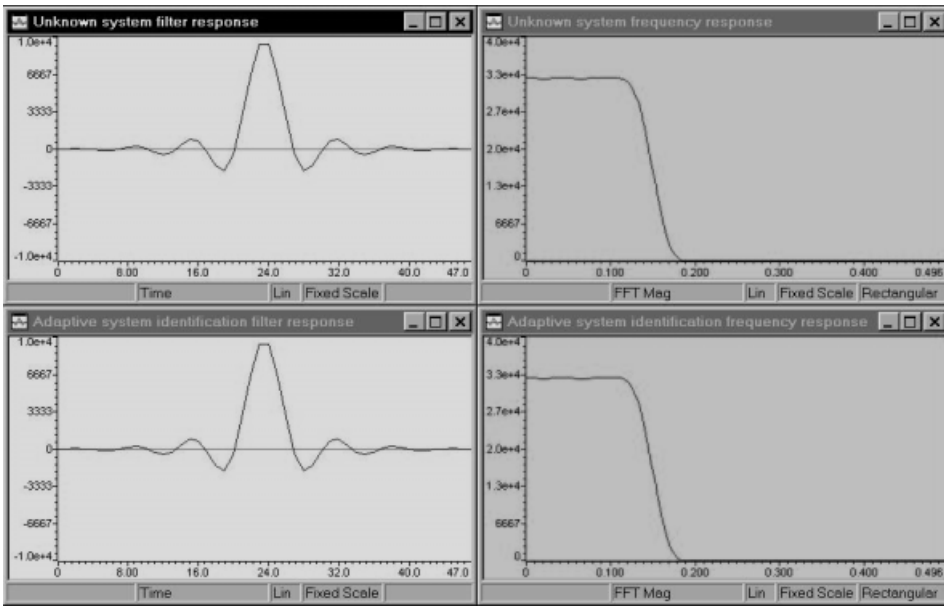 Unknown system filter response
1.0e+4
6667
3333
0
-3333
-6667
-1.0e+4
0 8.00 16.0 24.0 32.0 40.0 47.0
Time Lin Fixed Scale
Unknown system frequency response
4.0e+4
3.3e+4
2.7e+4
2.0e+4
1.3e+4
6667
0
0 0.100 0.200 0.300 0.400 0.496
FFT Mag Lin Fixed Scale Rectangular
Adaptive system identification filter response
1.0e+4
6667
3333
0
-3333
-6667
-1.0e+4
0 8.00 16.0 24.0 32.0 40.0 47.0
Time Lin Fixed Scale
Adaptive system identification frequency response
4.0e+4
3.3e+4
2.7e+4
2.0e+4
1.3e+4
6667
0
0 0.100 0.200 0.300 0.400 0.496
FFT Mag Lin Fixed Scale Rectangular